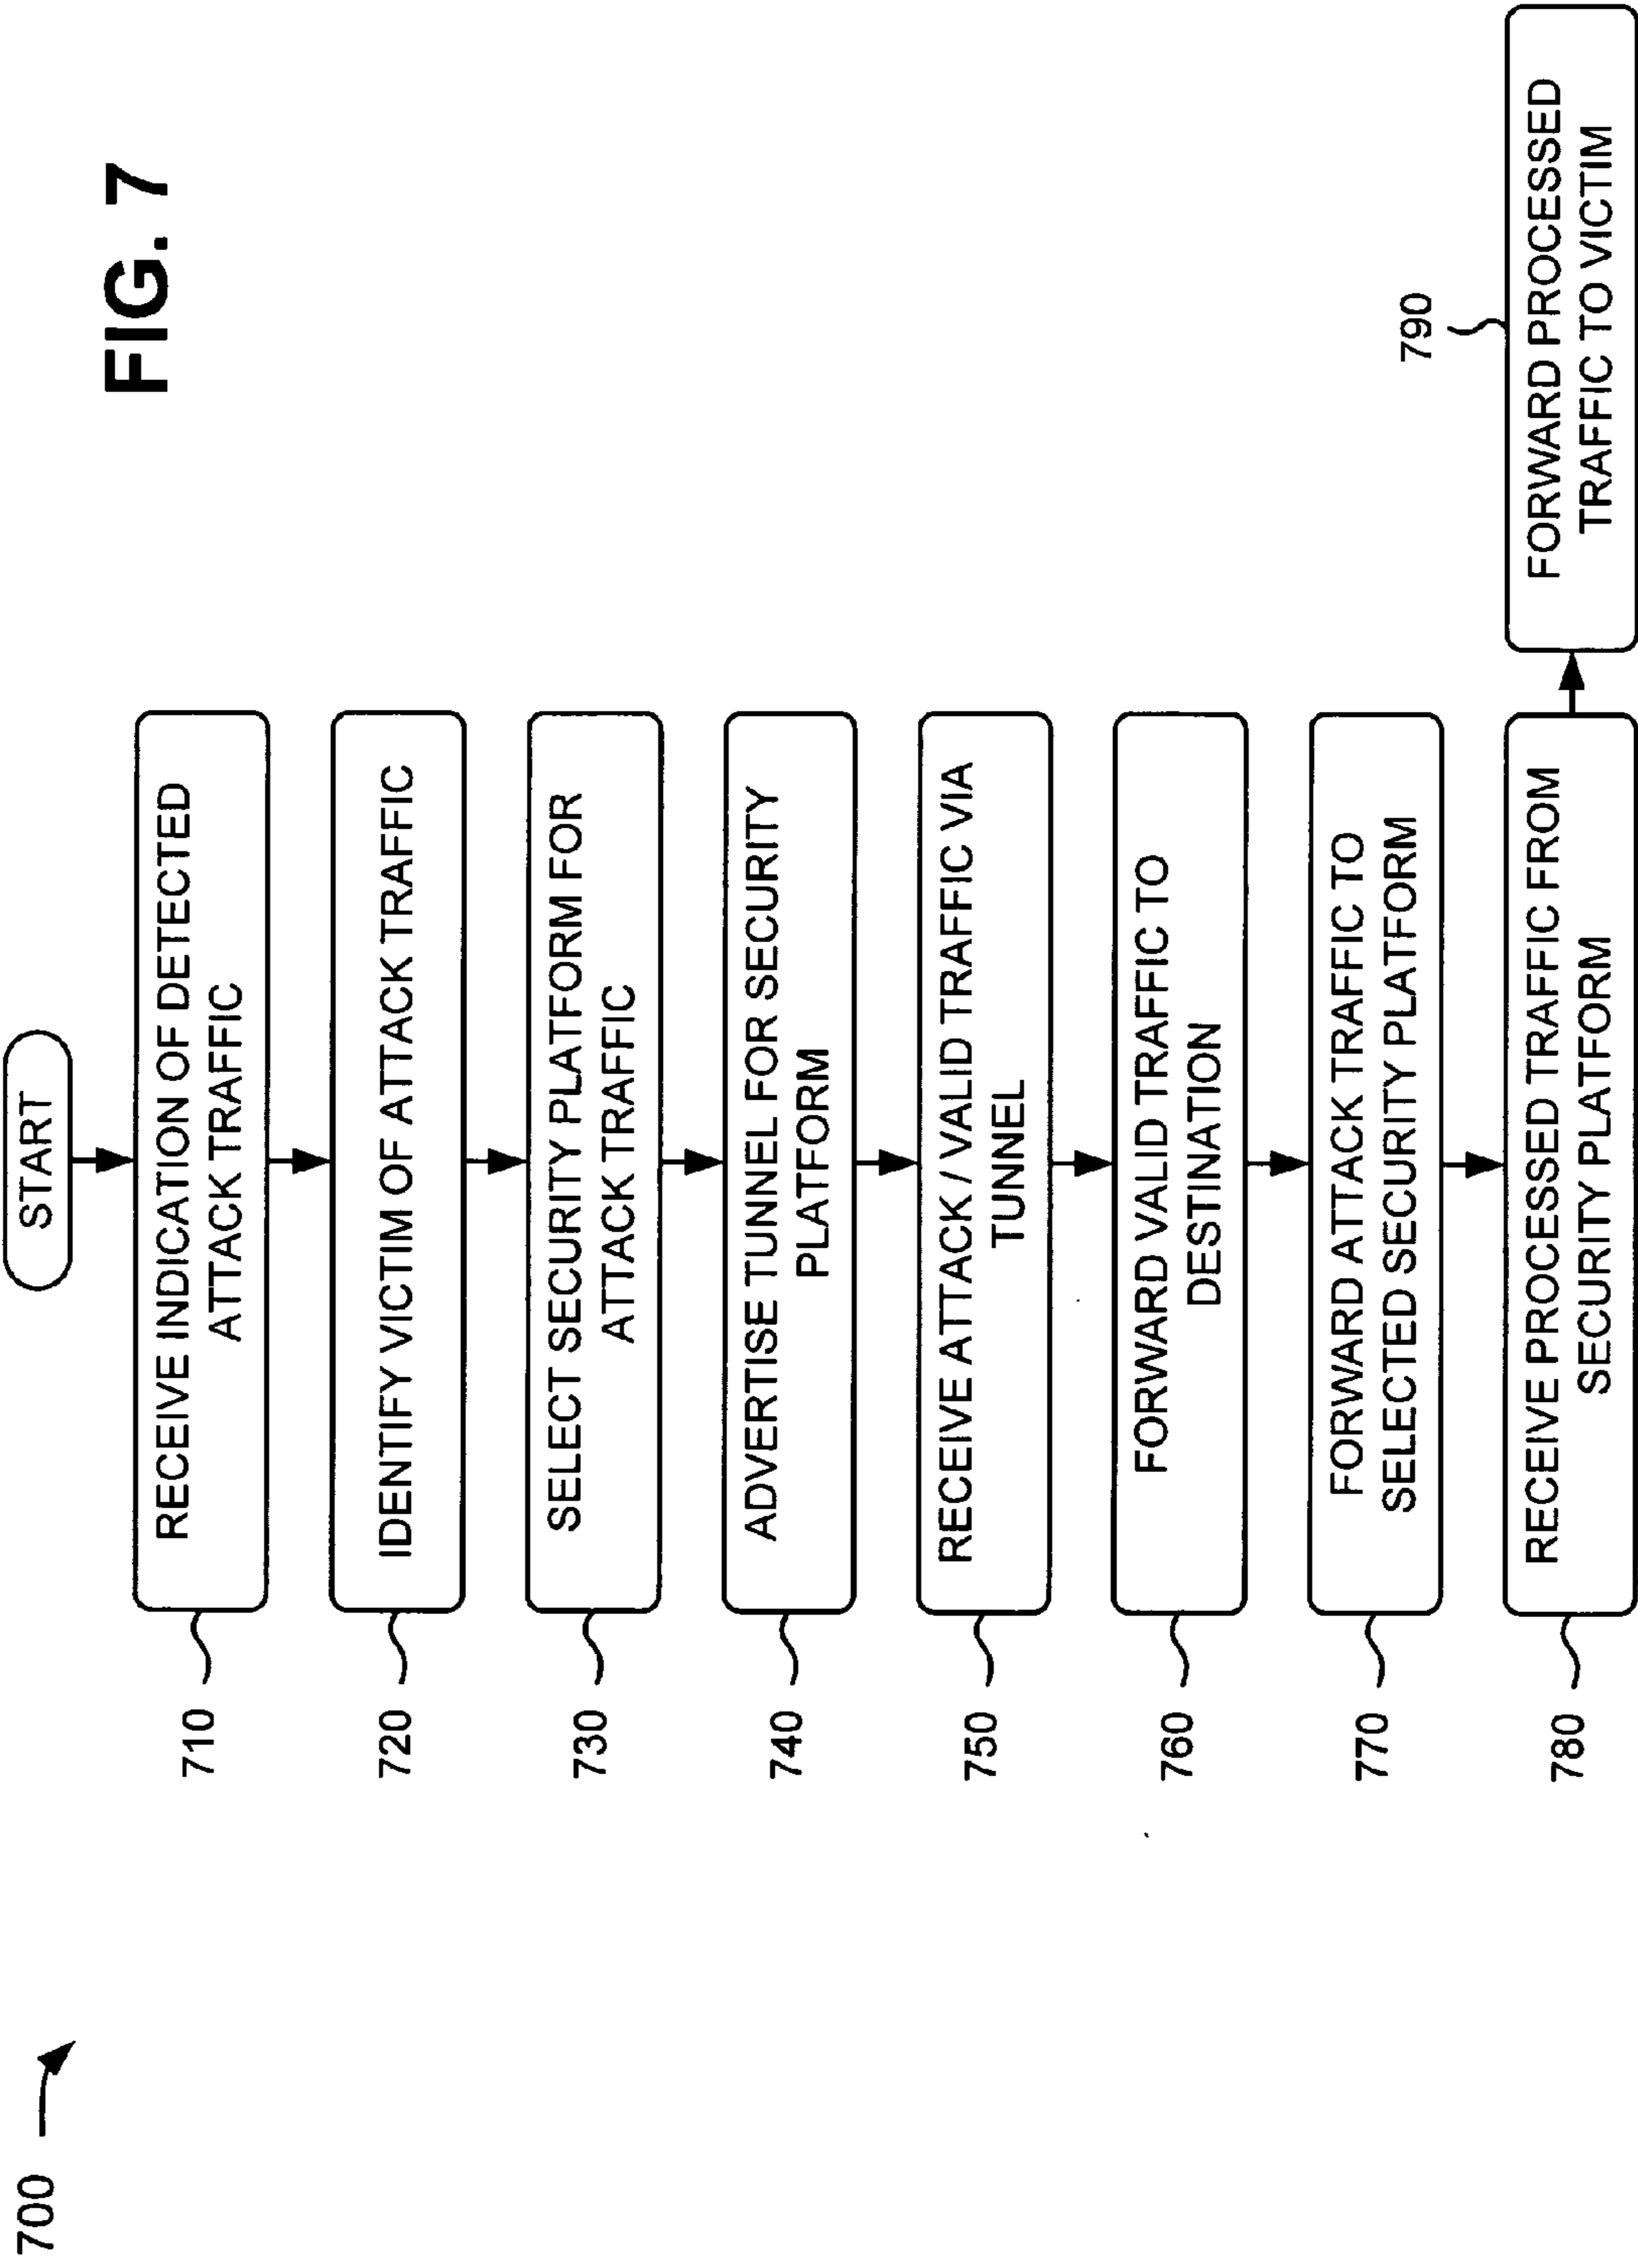 700
FIG. 7
START
710
RECEIVE INDICATION OF DETECTED
ATTACK TRAFFIC
720
IDENTIFY VICTIM OF ATTACK TRAFFIC
730
SELECT SECURITY PLATFORM FOR
ATTACK TRAFFIC
740
ADVERTISE TUNNEL FOR SECURITY
PLATFORM
750
RECEIVE ATTACK / VALID TRAFFIC VIA
TUNNEL
760
FORWARD VALID TRAFFIC TO
DESTINATION
770
FORWARD ATTACK TRAFFIC TO
SELECTED SECURITY PLATFORM
780
RECEIVE PROCESSED TRAFFIC FROM
SECURITY PLATFORM
790
FORWARD PROCESSED
TRAFFIC TO VICTIM